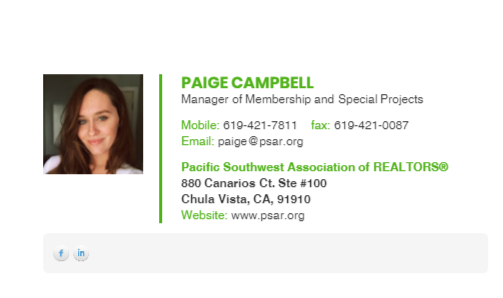 PAIGE CAMPBELL
Manager of Membership and Special Projects
Mobile: 619-421-7811 fax: 619-421-0087
Email: paige@psar.org
Pacific Southwest Association of REALTORS®
880 Canarios Ct. Ste #100
Chula Vista, CA, 91910
Website: www.psar.org
f in